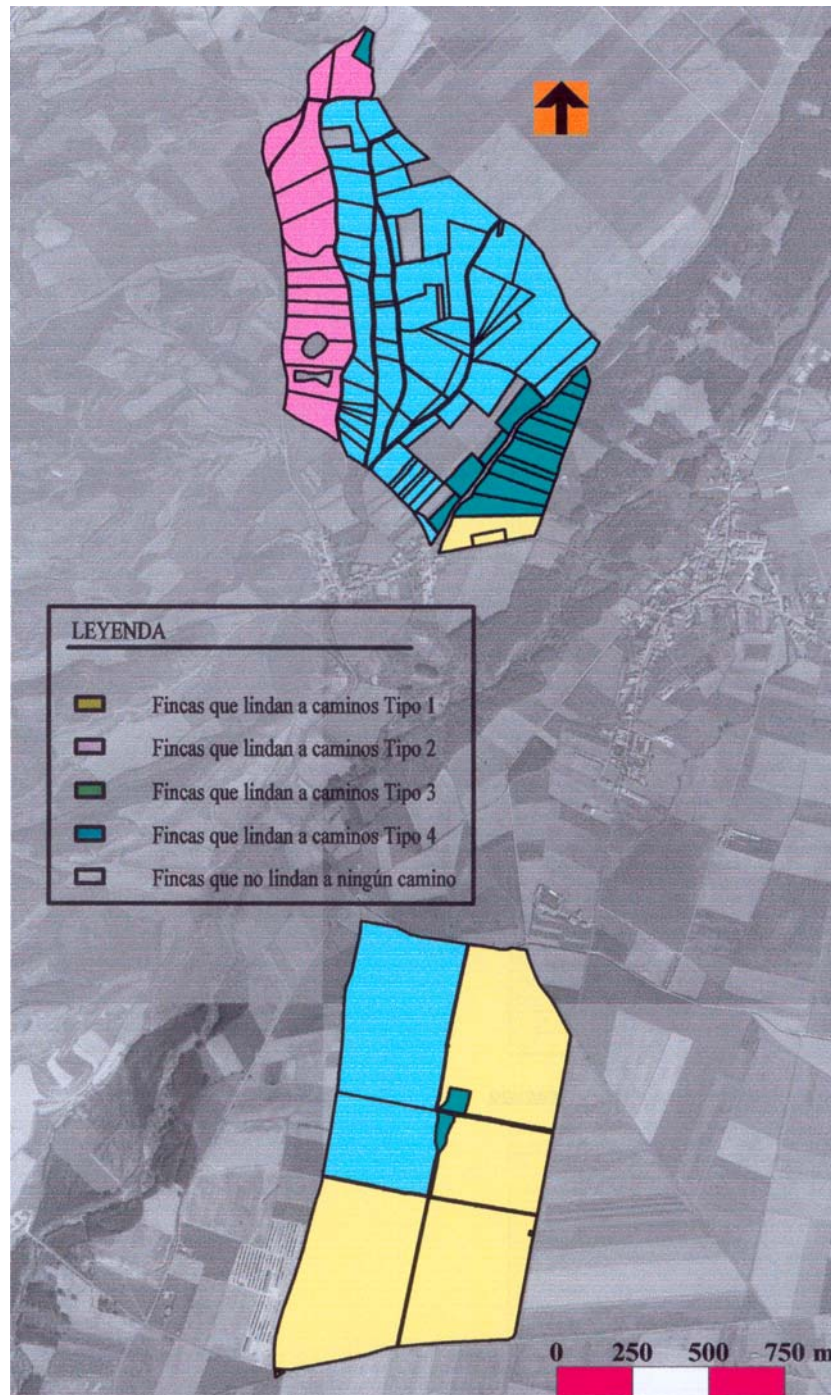 LEYENDA
Fincas que lindan a caminos Tipo 1
Fincas que lindan a caminos Tipo 2
Fincas que lindan a caminos Tipo 3
Fincas que lindan a caminos Tipo 4
Fincas que no lindan a ningún camino
0 250 500 750 m